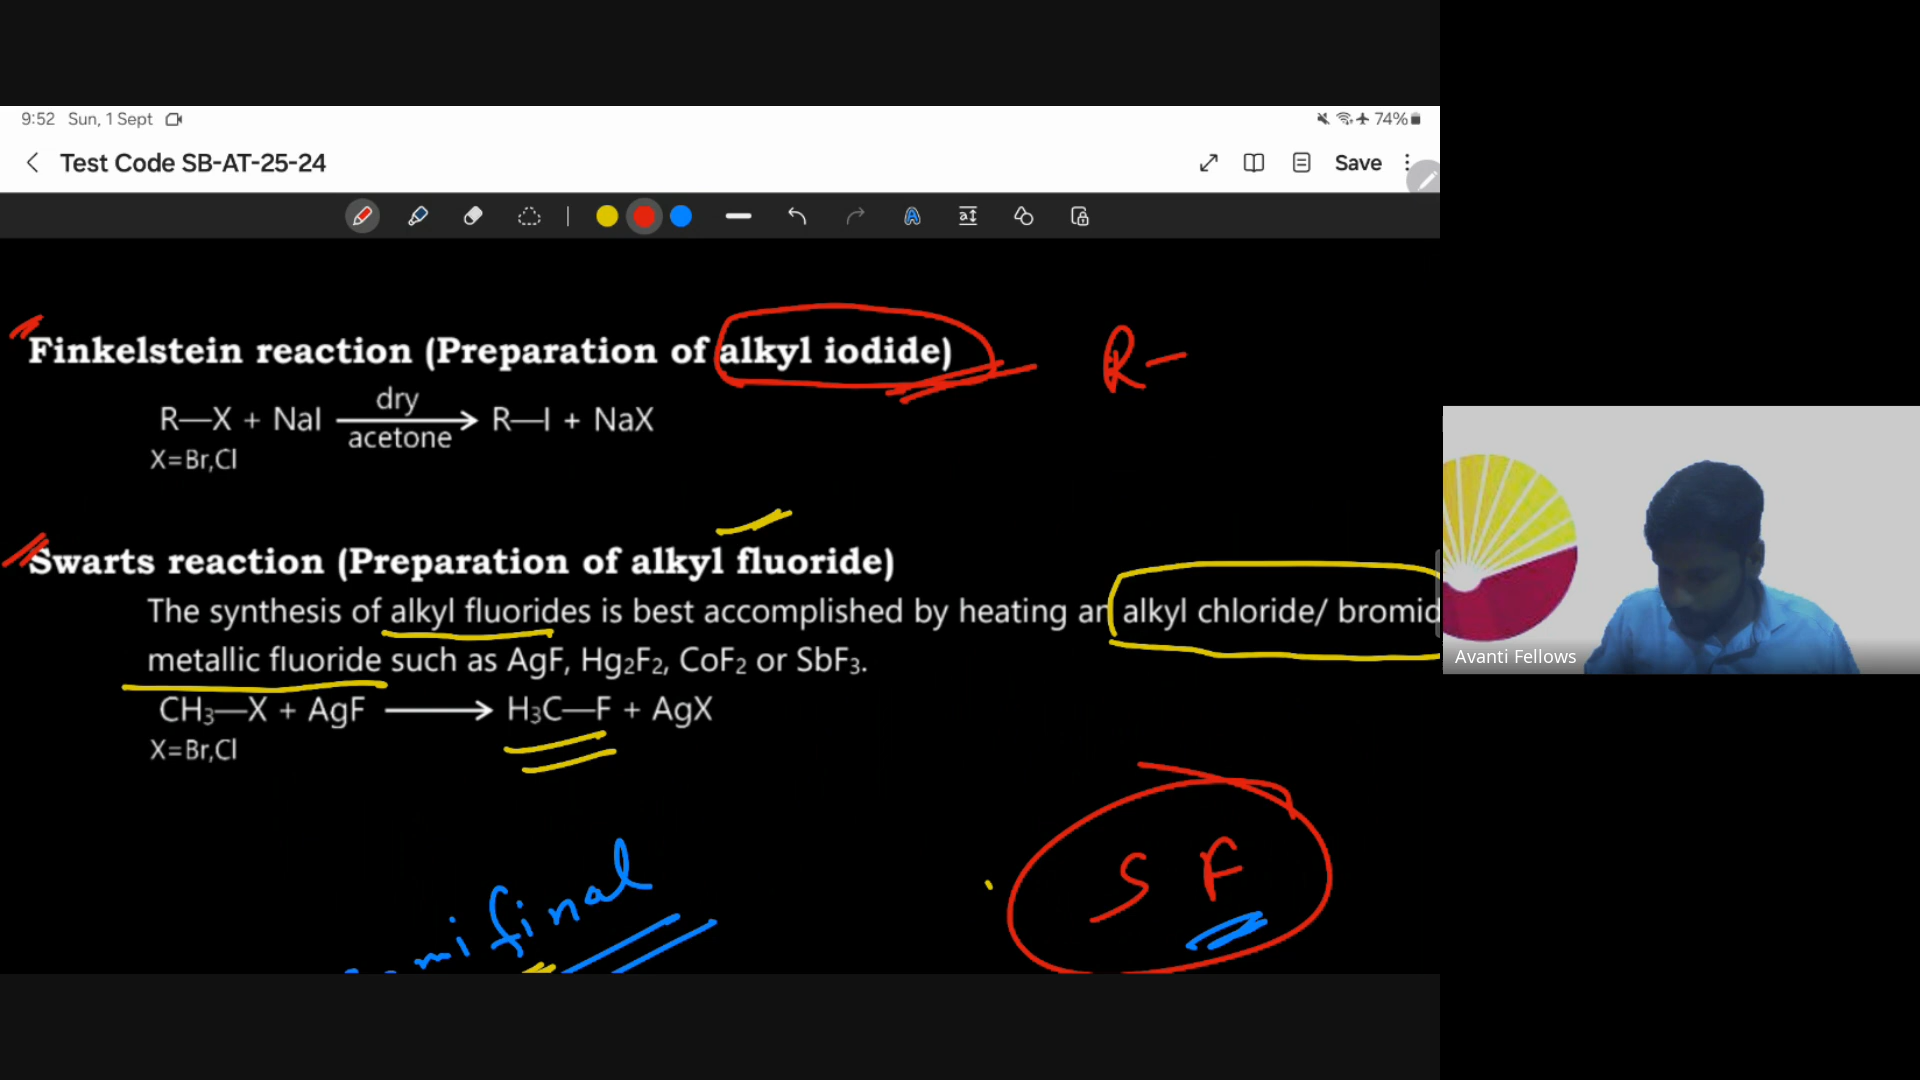 9:52 Sun, 1 Sept 74%
Test Code SB-AT-25-24
Save
Finkelstein reaction (Preparation of alkyl iodide)
R-
R—X + NaI dry acetone → R—I + NaX
X=Br,Cl
Swarts reaction (Preparation of alkyl fluoride)
The synthesis of alkyl fluorides is best accomplished by heating an alkyl chloride/ bromid
metallic fluoride such as AgF, Hg₂F₂, CoF₂ or SbF₃.
CH₃—X + AgF → H₃C—F + AgX
X=Br,Cl
S F
final
Avanti Fellows